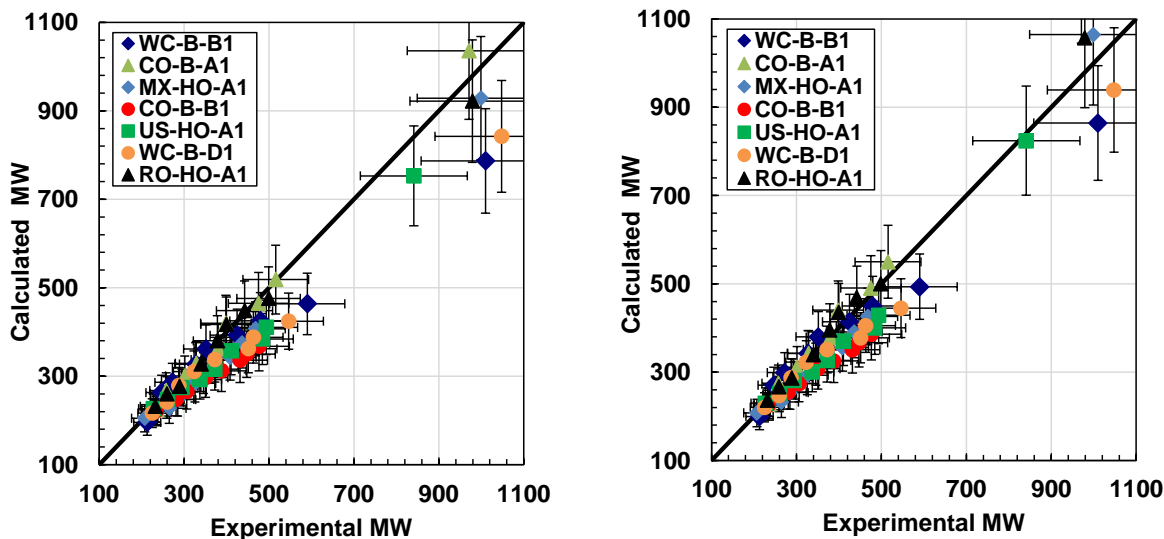 1100
900
700
500
300
100
Calculated MW
WC-B-B1
CO-B-A1
MX-HO-A1
CO-B-B1
US-HO-A1
WC-B-D1
RO-HO-A1
100 300 500 700 900 1100
Experimental MW
1100
900
700
500
300
100
Calculated MW
WC-B-B1
CO-B-A1
MX-HO-A1
CO-B-B1
US-HO-A1
WC-B-D1
RO-HO-A1
100 300 500 700 900 1100
Experimental MW